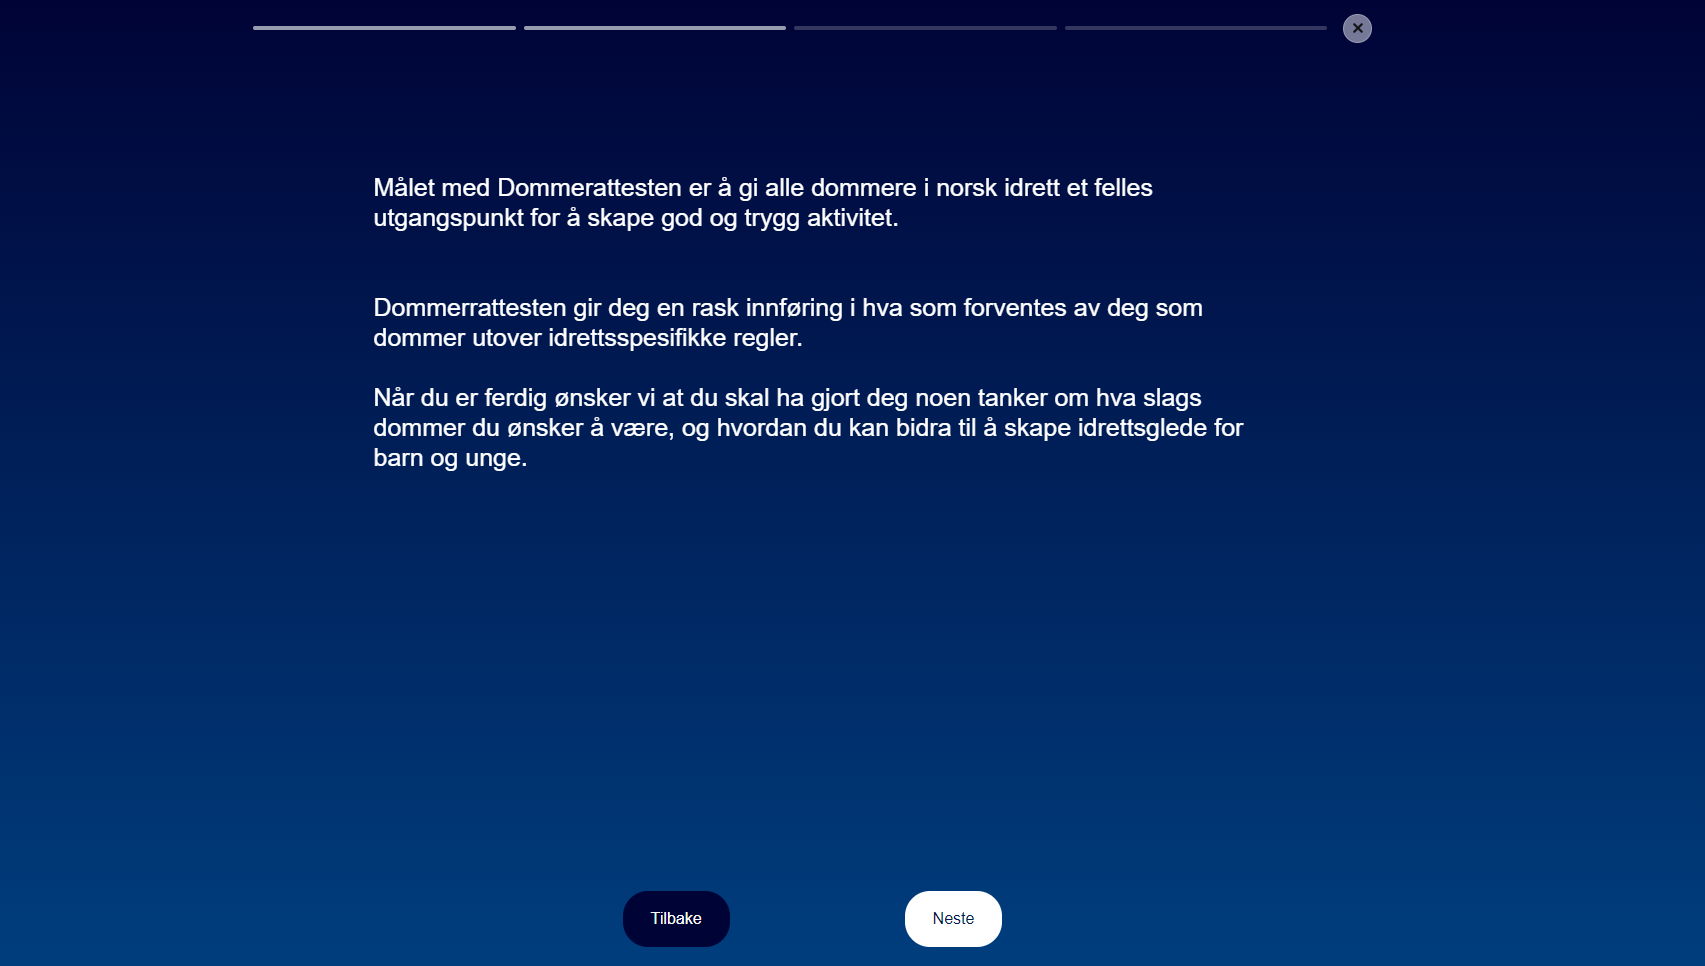 Målet med Dommerattesten er å gi alle dommere i norsk idrett et felles
utgangspunkt for å skape god og trygg aktivitet.
Dommerrattesten gir deg en rask innføring i hva som forventes av deg som
dommer utover idrettsspesifikke regler.
Når du er ferdig ønsker vi at du skal ha gjort deg noen tanker om hva slags
dommer du ønsker å være, og hvordan du kan bidra til å skape idrettsglede for
barn og unge.
Tilbake
Neste